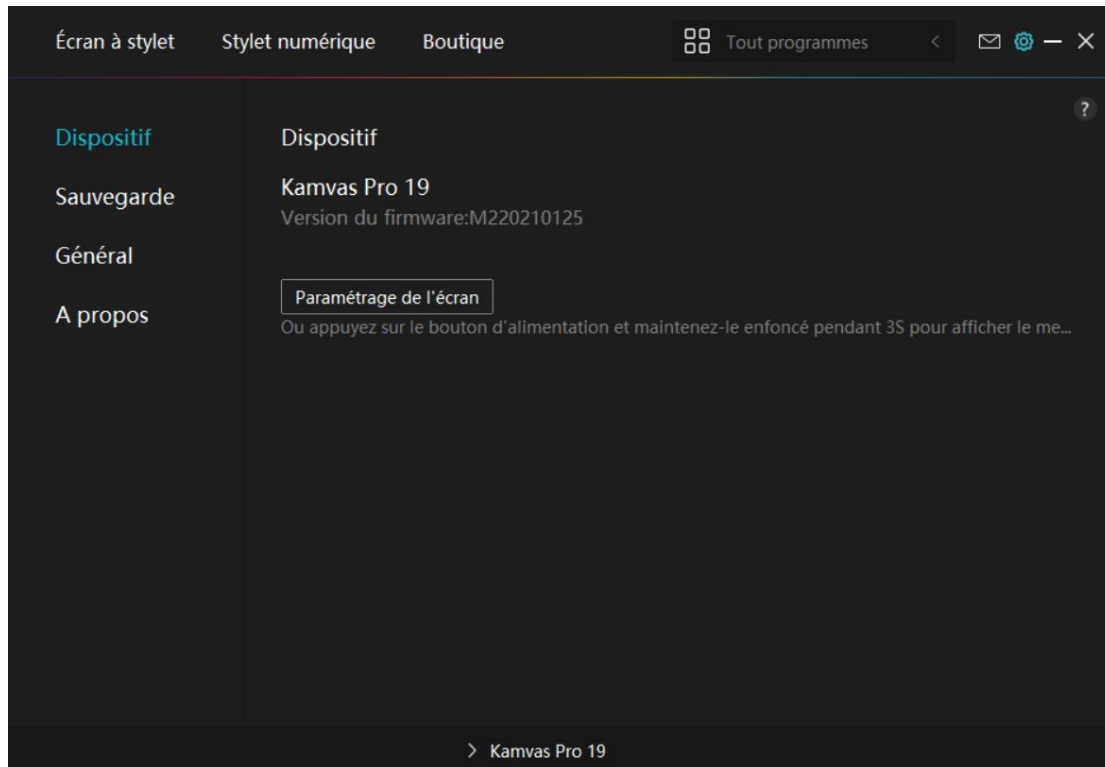 Écran à stylet Stylet numérique Boutique Tout programmes
?
Dispositif
Sauvegarde
Général
A propos
Dispositif
Kamvas Pro 19
Version du firmware:M220210125
Paramétrage de l'écran
Ou appuyez sur le bouton d'alimentation et maintenez-le enfoncé pendant 3S pour afficher le me...
Kamvas Pro 19